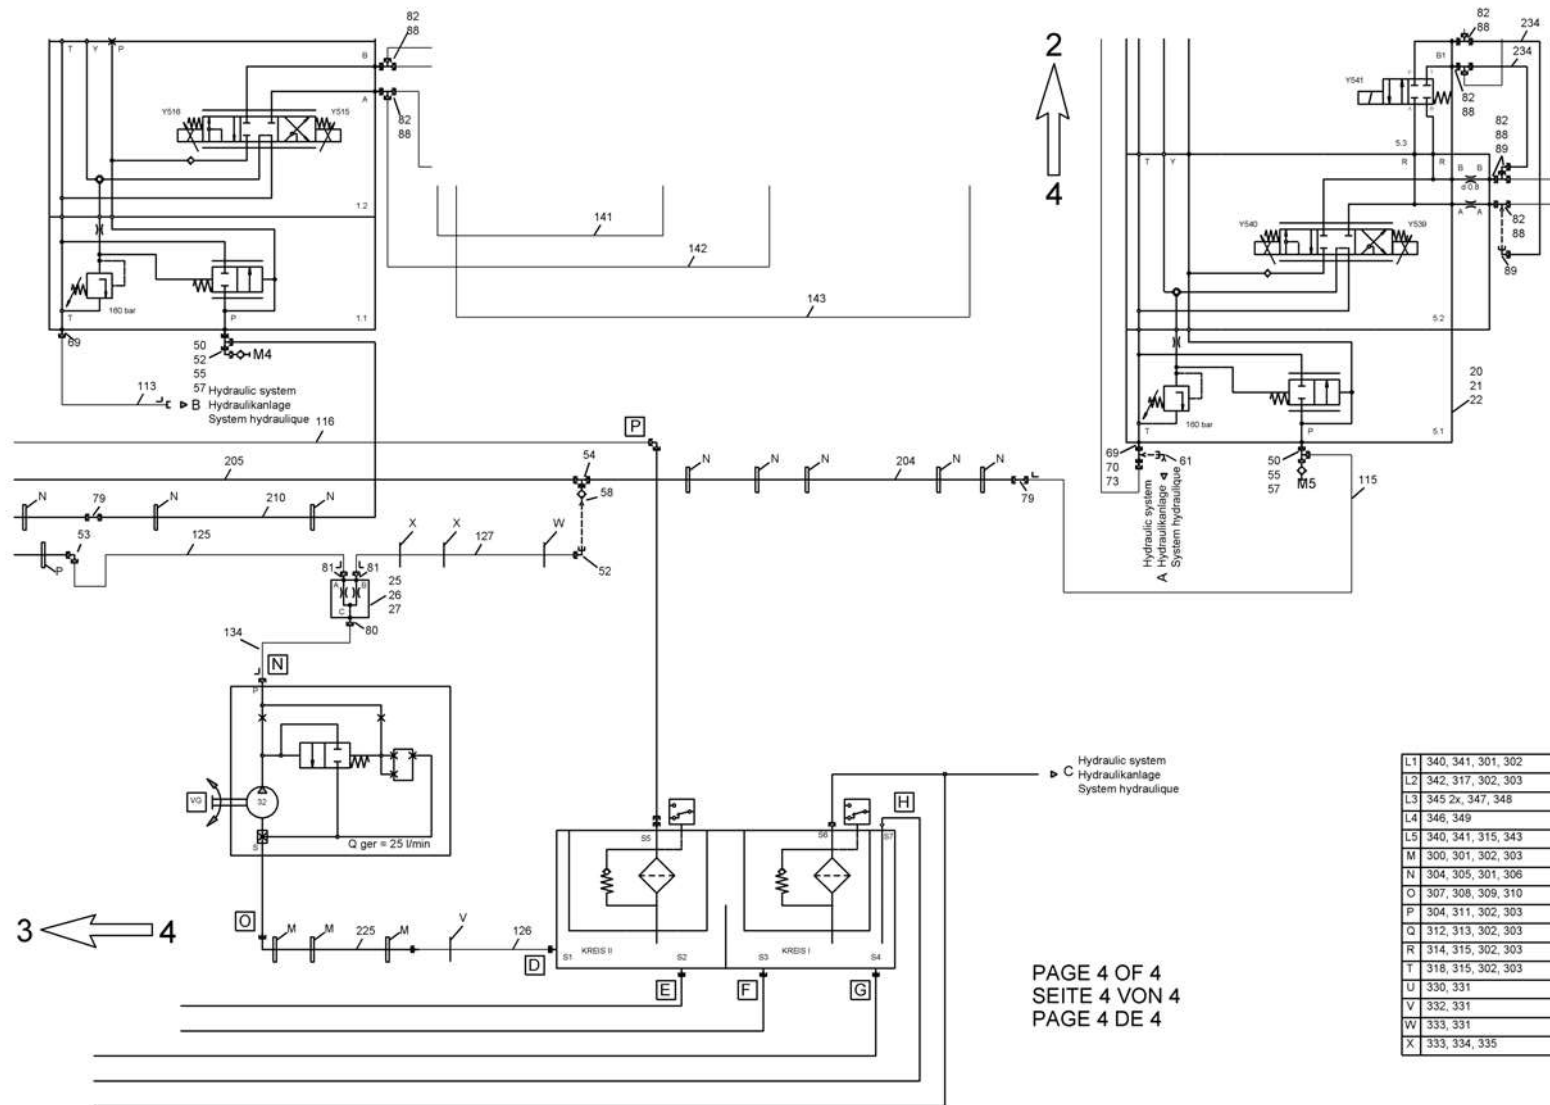 82
88
T Y P
B
A
Y516
Y515
82
88
1.2
160 bar
T
P
1.1
69
50
52
55
57
M4
113
B
Hydraulic system
Hydraulikanlage
System hydraulique
141
142
143
2
4
82
88
234
234
Y541
B1
82
88
82
88
89
5.3
T Y
R R
B B
d 0.8
A A
82
88
89
Y540
Y539
5.2
20
21
22
160 bar
T
P
5.1
69
70
73
61
50
55
57
M5
115
Hydraulic system
A Hydraulikanlage
System hydraulique
116
P
205
54
N N N
204
N N
79
58
N
79
N
210
N
53
125
P
X X
127
W
52
81
81
A B
C
25
26
27
80
134
N
P
VG
32
S
Q ger = 25 l/min
C
Hydraulic system
Hydraulikanlage
System hydraulique
H
S5
S6
S7
3
4
O
M M
225
M
V
126
D
S1
KREIS II
S2
S3
KREIS I
S4
E
F
G
PAGE 4 OF 4
SEITE 4 VON 4
PAGE 4 DE 4
L1 340, 341, 301, 302
L2 342, 317, 302, 303
L3 345 2x, 347, 348
L4 346, 349
L5 340, 341, 315, 343
M 300, 301, 302, 303
N 304, 305, 301, 306
O 307, 308, 309, 310
P 304, 311, 302, 303
Q 312, 313, 302, 303
R 314, 315, 302, 303
T 318, 315, 302, 303
U 330, 331
V 332, 331
W 333, 331
X 333, 334, 335